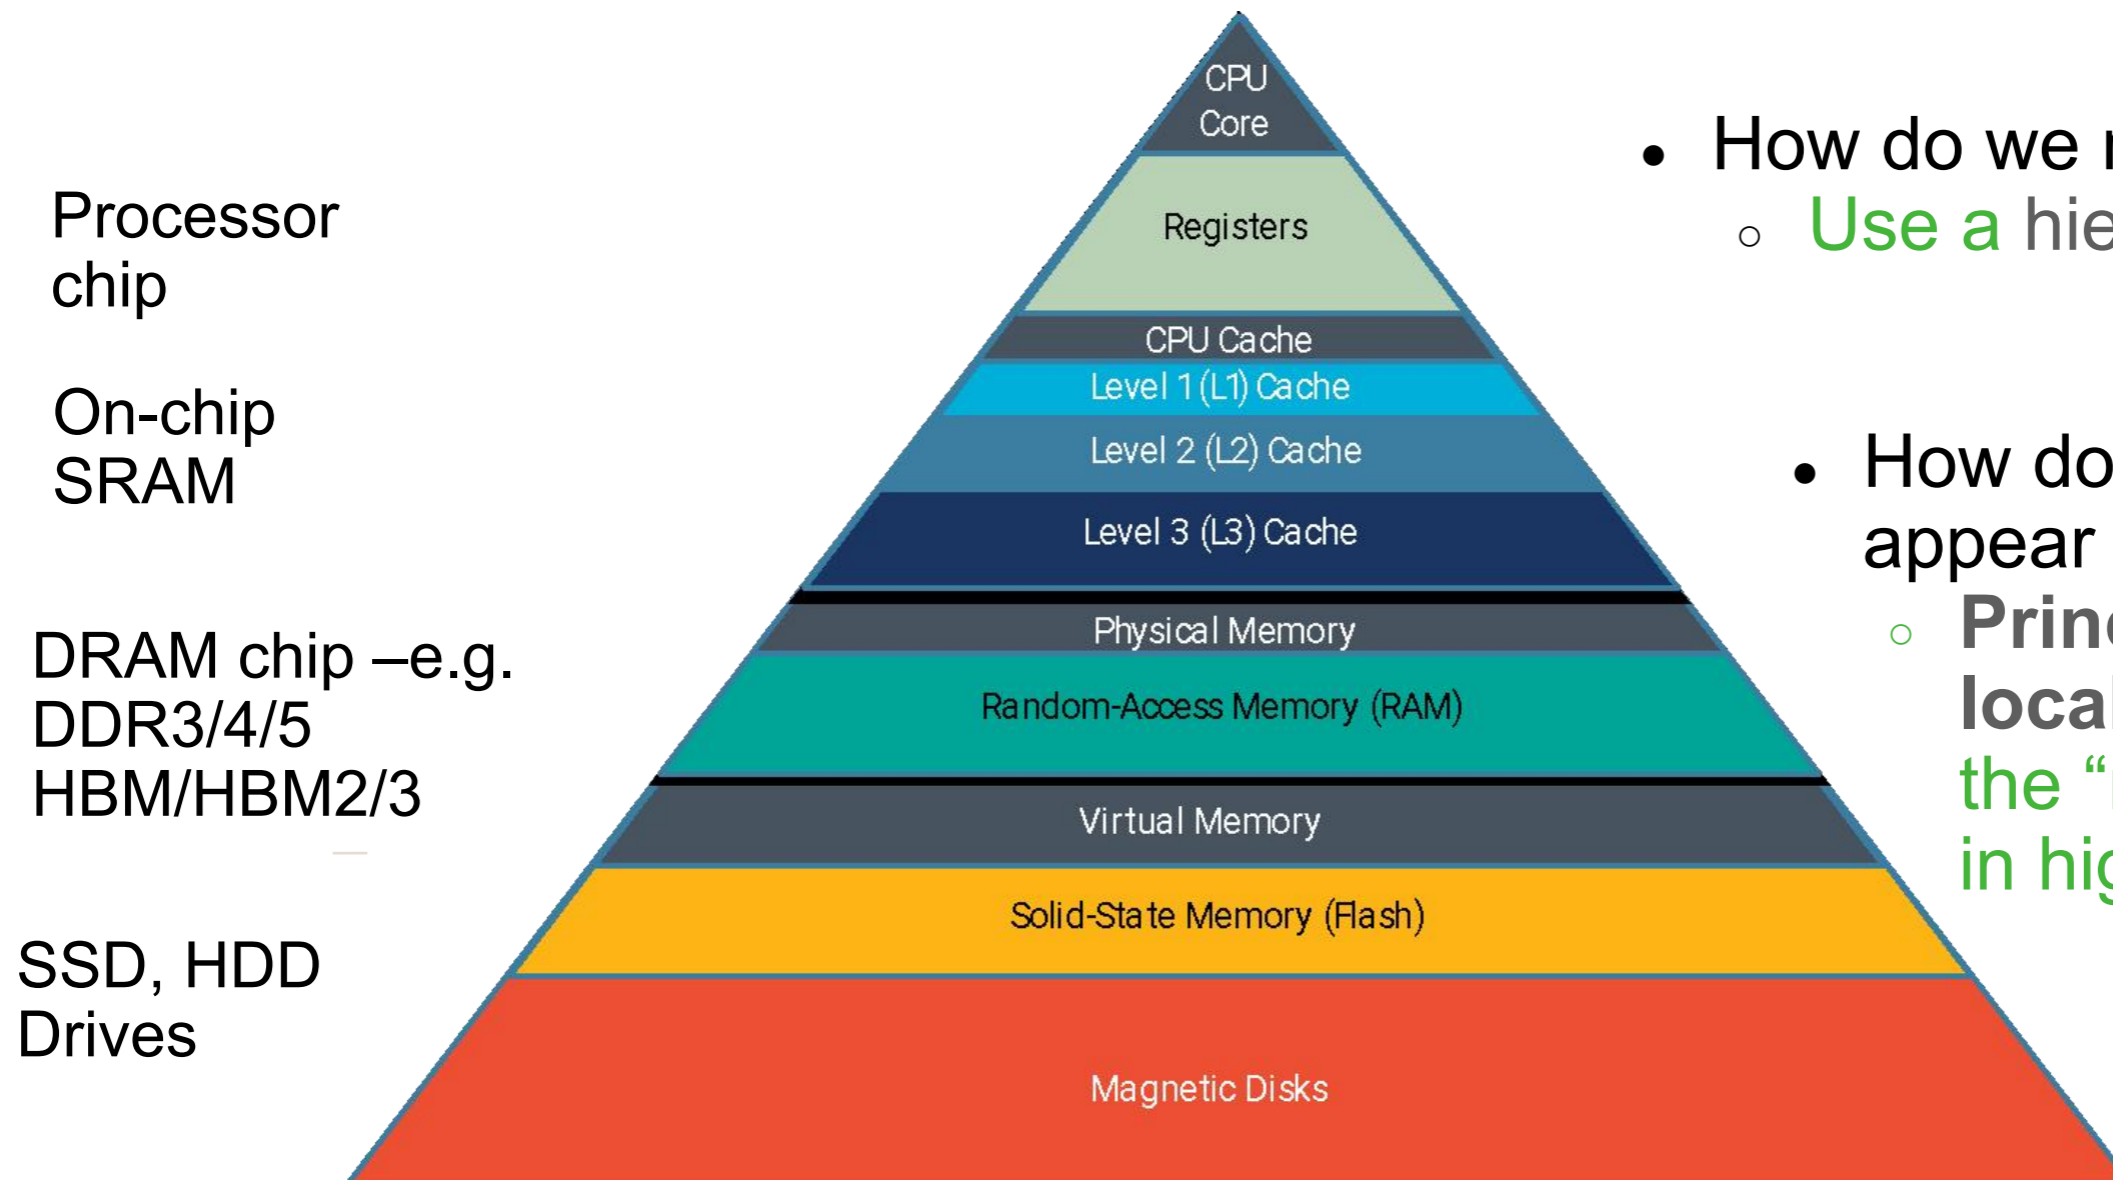 Processor
chip
On-chip
SRAM
DRAM chip –e.g.
DDR3/4/5
HBM/HBM2/3
SSD, HDD
Drives
CPU
Core
Registers
CPU Cache
Level 1 (L1) Cache
Level 2 (L2) Cache
Level 3 (L3) Cache
Physical Memory
Random-Access Memory (RAM)
Virtual Memory
Solid-State Memory (Flash)
Magnetic Disks
• How do we
○ Use a
• How do
appear
○
the
in